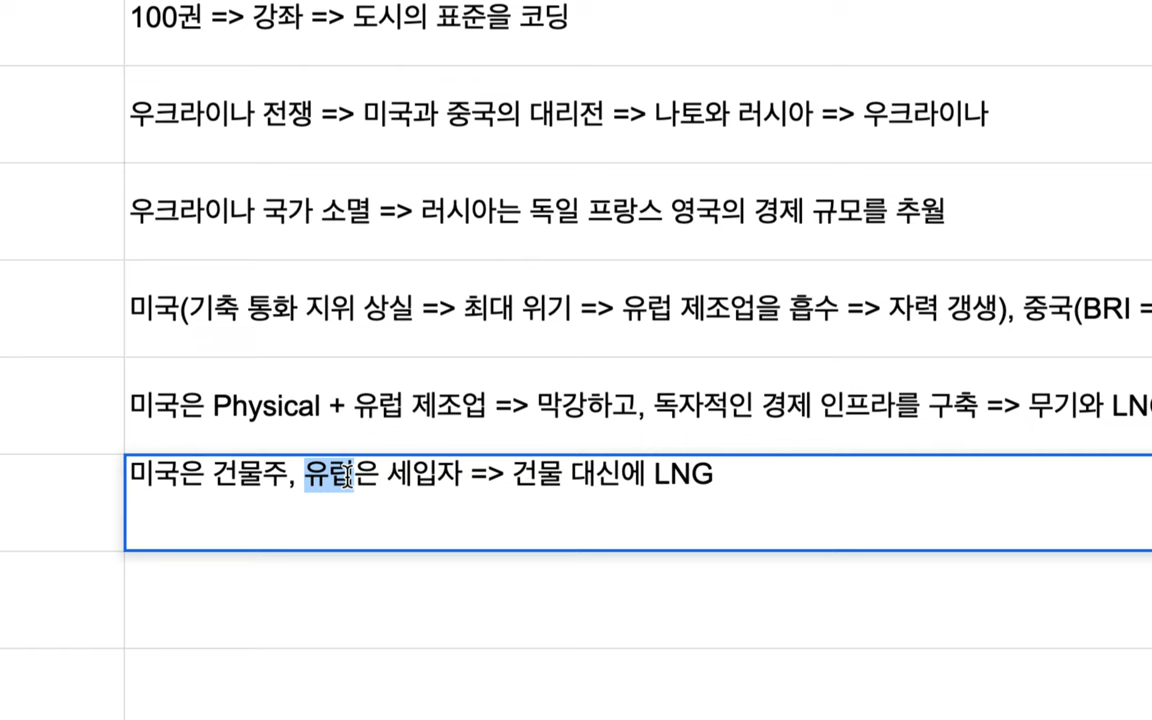 100권 => 강좌 => 도시의 표준을 코딩
우크라이나 전쟁 => 미국과 중국의 대리전 => 나토와 러시아 => 우크라이나
우크라이나 국가 소멸 => 러시아는 독일 프랑스 영국의 경제 규모를 추월
미국(기축 통화 지위 상실 => 최대 위기 => 유럽 제조업을 흡수 => 자력 갱생), 중국(BRI =
미국은 Physical + 유럽 제조업 => 막강하고, 독자적인 경제 인프라를 구축 => 무기와 LNG
미국은 건물주, 유럽은 세입자 => 건물 대신에 LNG